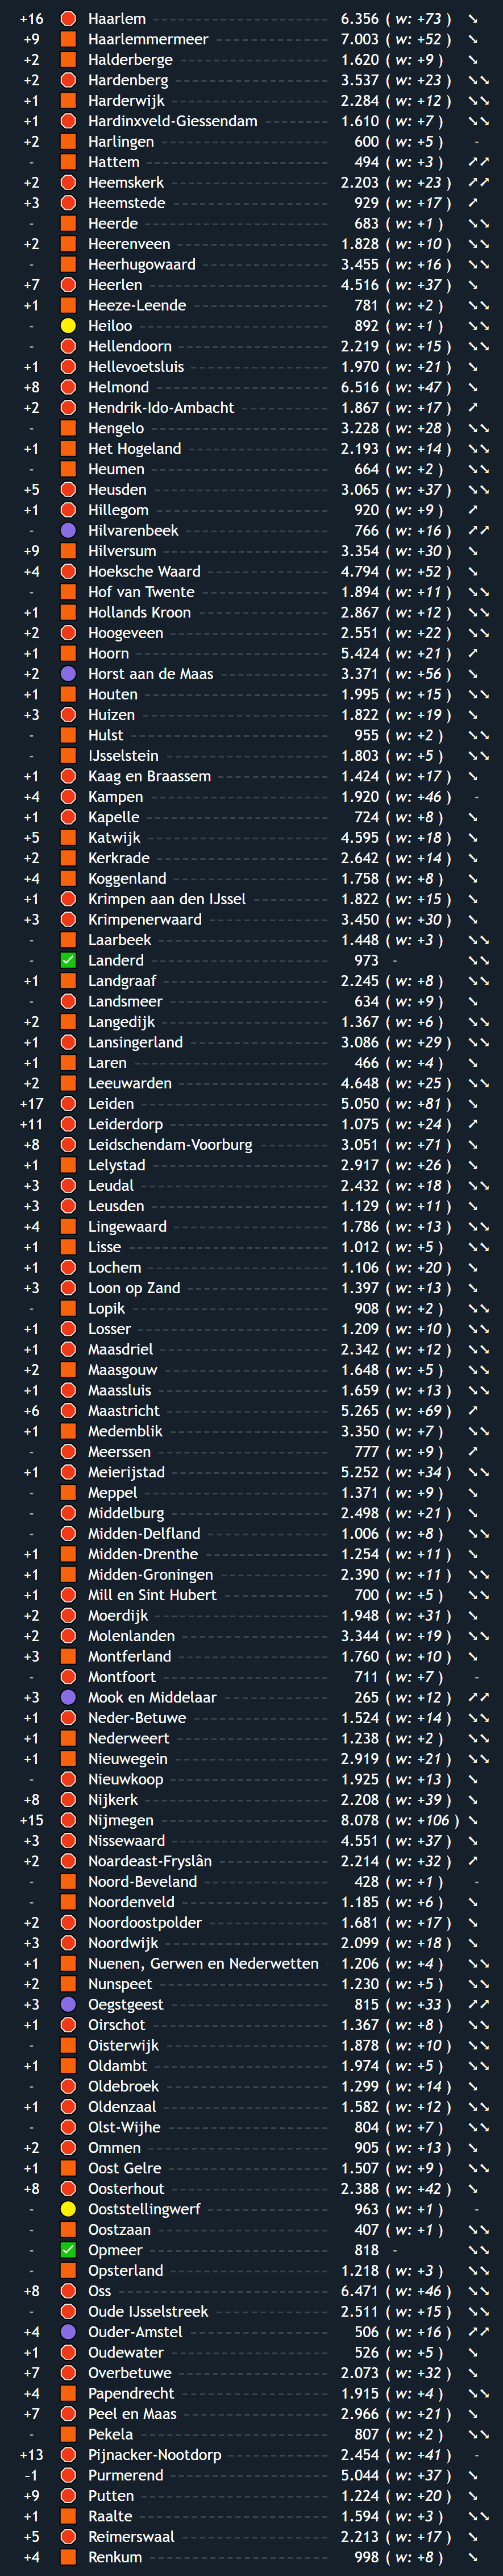 +16 Haarlem 6.356 ( w: +73 ) ↘
+9 Haarlemmermeer 7.003 ( w: +52 ) ↘
+2 Halderberge 1.620 ( w: +9 ) ↘
+2 Hardenberg 3.537 ( w: +23 ) ↘↘
+1 Harderwijk 2.284 ( w: +12 ) ↘↘
+1 Hardinxveld-Giessendam 1.610 ( w: +7 ) ↘↘
+2 Harlingen 600 ( w: +5 ) -
- Hattem 494 ( w: +3 ) ↗↗
+2 Heemskerk 2.203 ( w: +23 ) ↗↗
+3 Heemstede 929 ( w: +17 ) ↗
- Heerde 683 ( w: +1 ) ↘↘
+2 Heerenveen 1.828 ( w: +10 ) ↘↘
- Heerhugowaard 3.455 ( w: +16 ) ↘↘
+7 Heerlen 4.516 ( w: +37 ) ↘
+1 Heeze-Leende 781 ( w: +2 ) ↘↘
- Heiloo 892 ( w: +1 ) ↘↘
- Hellendoorn 2.219 ( w: +15 ) ↘↘
+1 Hellevoetsluis 1.970 ( w: +21 ) ↘
+8 Helmond 6.516 ( w: +47 ) ↘
+2 Hendrik-Ido-Ambacht 1.867 ( w: +17 ) ↗
- Hengelo 3.228 ( w: +28 ) ↘↘
+1 Het Hogeland 2.193 ( w: +14 ) ↘↘
- Heumen 664 ( w: +2 ) ↘↘
+5 Heusden 3.065 ( w: +37 ) ↘↘
+1 Hillegom 920 ( w: +9 ) ↗
- Hilvarenbeek 766 ( w: +16 ) ↗↗
+9 Hilversum 3.354 ( w: +30 ) ↘
+4 Hoeksche Waard 4.794 ( w: +52 ) ↘
- Hof van Twente 1.894 ( w: +11 ) ↘↘
+1 Hollands Kroon 2.867 ( w: +12 ) ↘↘
+2 Hoogeveen 2.551 ( w: +22 ) ↘↘
+1 Hoorn 5.424 ( w: +21 ) ↗
+2 Horst aan de Maas 3.371 ( w: +56 ) ↘
+1 Houten 1.995 ( w: +15 ) ↘↘
+3 Huizen 1.822 ( w: +19 ) ↘
- Hulst 955 ( w: +2 ) ↘↘
- IJsselstein 1.803 ( w: +5 ) ↘↘
+1 Kaag en Braassem 1.424 ( w: +17 ) ↘
+4 Kampen 1.920 ( w: +46 ) -
+1 Kapelle 724 ( w: +8 ) ↘
+5 Katwijk 4.595 ( w: +18 ) ↘
+2 Kerkrade 2.642 ( w: +14 ) ↘
+4 Koggenland 1.758 ( w: +8 ) ↘
+1 Krimpen aan den IJssel 1.822 ( w: +15 ) ↘
+3 Krimpenerwaard 3.450 ( w: +30 ) ↘
- Laarbeek 1.448 ( w: +3 ) ↘↘
- Landerd 973 - ↘↘
+1 Landgraaf 2.245 ( w: +8 ) ↘↘
- Landsmeer 634 ( w: +9 ) ↘
+2 Langedijk 1.367 ( w: +6 ) ↘↘
+1 Lansingerland 3.086 ( w: +29 ) ↘↘
+1 Laren 466 ( w: +4 ) ↘
+2 Leeuwarden 4.648 ( w: +25 ) ↘↘
+17 Leiden 5.050 ( w: +81 ) ↘
+11 Leiderdorp 1.075 ( w: +24 ) ↗
+8 Leidschendam-Voorburg 3.051 ( w: +71 ) ↘
+1 Lelystad 2.917 ( w: +26 ) ↘
+3 Leudal 2.432 ( w: +18 ) ↘↘
+3 Leusden 1.129 ( w: +11 ) ↘
+4 Lingewaard 1.786 ( w: +13 ) ↘↘
+1 Lisse 1.012 ( w: +5 ) ↘↘
+1 Lochem 1.106 ( w: +20 ) ↘
+3 Loon op Zand 1.397 ( w: +13 ) ↘
- Lopik 908 ( w: +2 ) ↘↘
+1 Losser 1.209 ( w: +10 ) ↘↘
+1 Maasdriel 2.342 ( w: +12 ) ↘↘
+2 Maasgouw 1.648 ( w: +5 ) ↘↘
+1 Maassluis 1.659 ( w: +13 ) ↘↘
+6 Maastricht 5.265 ( w: +69 ) ↗
+1 Medemblik 3.350 ( w: +7 ) ↘↘
- Meerssen 777 ( w: +9 ) ↗
+1 Meierijstad 5.252 ( w: +34 ) ↘↘
- Meppel 1.371 ( w: +9 ) ↘
- Middelburg 2.498 ( w: +21 ) ↘
- Midden-Delfland 1.006 ( w: +8 ) ↘↘
+1 Midden-Drenthe 1.254 ( w: +11 ) ↘
+1 Midden-Groningen 2.390 ( w: +11 ) ↘↘
+1 Mill en Sint Hubert 700 ( w: +5 ) ↘↘
+2 Moerdijk 1.948 ( w: +31 ) ↘
+2 Molenlanden 3.344 ( w: +19 ) ↘↘
+3 Montferland 1.760 ( w: +10 ) ↘
- Montfoort 711 ( w: +7 ) -
+3 Mook en Middelaar 265 ( w: +12 ) ↗↗
+1 Neder-Betuwe 1.524 ( w: +14 ) ↘↘
+1 Nederweert 1.238 ( w: +2 ) ↘↘
+1 Nieuwegein 2.919 ( w: +21 ) ↘↘
- Nieuwkoop 1.925 ( w: +13 ) ↘
+8 Nijkerk 2.208 ( w: +39 ) ↘
+15 Nijmegen 8.078 ( w: +106 ) ↘
+3 Nissewaard 4.551 ( w: +37 ) ↘
+2 Noardeast-Fryslân 2.214 ( w: +32 ) ↗
- Noord-Beveland 428 ( w: +1 ) -
- Noordenveld 1.185 ( w: +6 ) ↘
+2 Noordoostpolder 1.681 ( w: +17 ) ↘
+3 Noordwijk 2.099 ( w: +18 ) ↘
+1 Nuenen, Gerwen en Nederwetten 1.206 ( w: +4 ) ↘↘
+2 Nunspeet 1.230 ( w: +5 ) ↘↘
+3 Oegstgeest 815 ( w: +33 ) ↗↗
+1 Oirschot 1.367 ( w: +8 ) ↘↘
- Oisterwijk 1.878 ( w: +10 ) ↘↘
+1 Oldambt 1.974 ( w: +5 ) ↘↘
- Oldebroek 1.299 ( w: +14 ) ↘
+1 Oldenzaal 1.582 ( w: +12 ) ↘↘
- Olst-Wijhe 804 ( w: +7 ) ↘↘
+2 Ommen 905 ( w: +13 ) ↘
+1 Oost Gelre 1.507 ( w: +9 ) ↘↘
+8 Oosterhout 2.388 ( w: +42 ) ↘
- Ooststellingwerf 963 ( w: +1 ) -
- Oostzaan 407 ( w: +1 ) ↘↘
- Opmeer 818 - ↘↘
- Opsterland 1.218 ( w: +3 ) ↘↘
+8 Oss 6.471 ( w: +46 ) ↘↘
- Oude IJsselstreek 2.511 ( w: +15 ) ↘↘
+4 Ouder-Amstel 506 ( w: +16 ) ↗↗
+1 Oudewater 526 ( w: +5 ) ↘
+7 Overbetuwe 2.073 ( w: +32 ) ↘
+4 Papendrecht 1.915 ( w: +4 ) ↘↘
+7 Peel en Maas 2.966 ( w: +21 ) ↘
- Pekela 807 ( w: +2 ) ↘↘
+13 Pijnacker-Nootdorp 2.454 ( w: +41 ) -
-1 Purmerend 5.044 ( w: +37 ) ↘
+9 Putten 1.224 ( w: +20 ) ↘
+1 Raalte 1.594 ( w: +3 ) ↘↘
+5 Reimerswaal 2.213 ( w: +17 ) ↘
+4 Renkum 998 ( w: +8 ) ↘